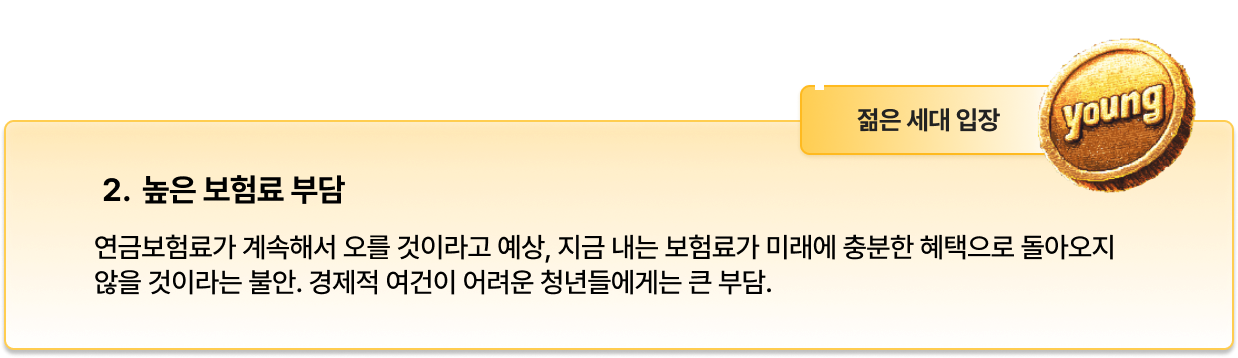 젊은 세대 입장
young
2. 높은 보험료 부담
연금보험료가 계속해서 오를 것이라고 예상, 지금 내는 보험료가 미래에 충분한 혜택으로 돌아오지
않을 것이라는 불안. 경제적 여건이 어려운 청년들에게는 큰 부담.